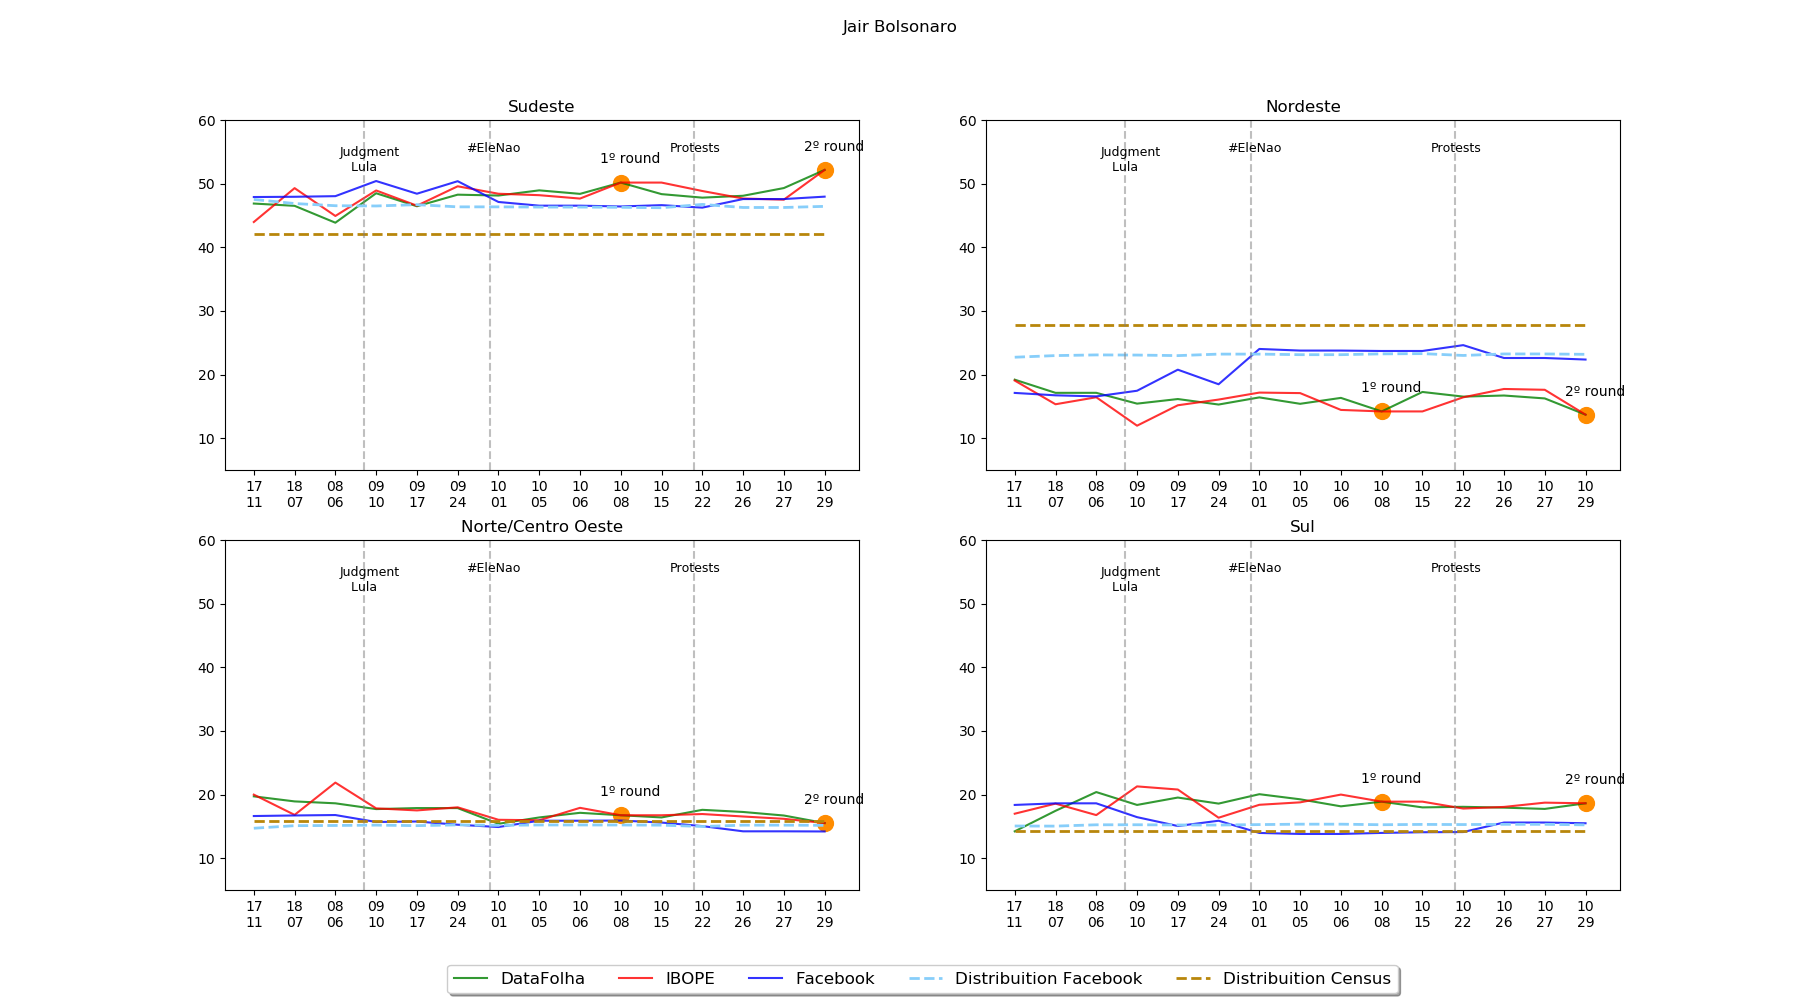 Jair Bolsonaro
Sudeste
60
50
40
30
20
10
Judgment
Lula
#EleNao
1º round
Protests
2º round
17 18 08 09 09 09 10 10 10 10 10 10 10 10 10
11 07 06 10 17 24 01 05 06 08 15 22 26 27 29
Nordeste
60
50
40
30
20
10
Judgment
Lula
#EleNao
Protests
1º round
2º round
17 18 08 09 09 09 10 10 10 10 10 10 10 10 10
11 07 06 10 17 24 01 05 06 08 15 22 26 27 29
Norte/Centro Oeste
60
50
40
30
20
10
Judgment
Lula
#EleNao
Protests
1º round
2º round
17 18 08 09 09 09 10 10 10 10 10 10 10 10 10
11 07 06 10 17 24 01 05 06 08 15 22 26 27 29
Sul
60
50
40
30
20
10
Judgment
Lula
#EleNao
Protests
1º round
2º round
17 18 08 09 09 09 10 10 10 10 10 10 10 10 10
11 07 06 10 17 24 01 05 06 08 15 22 26 27 29
DataFolha IBOPE Facebook Distribuition Facebook Distribuition Census